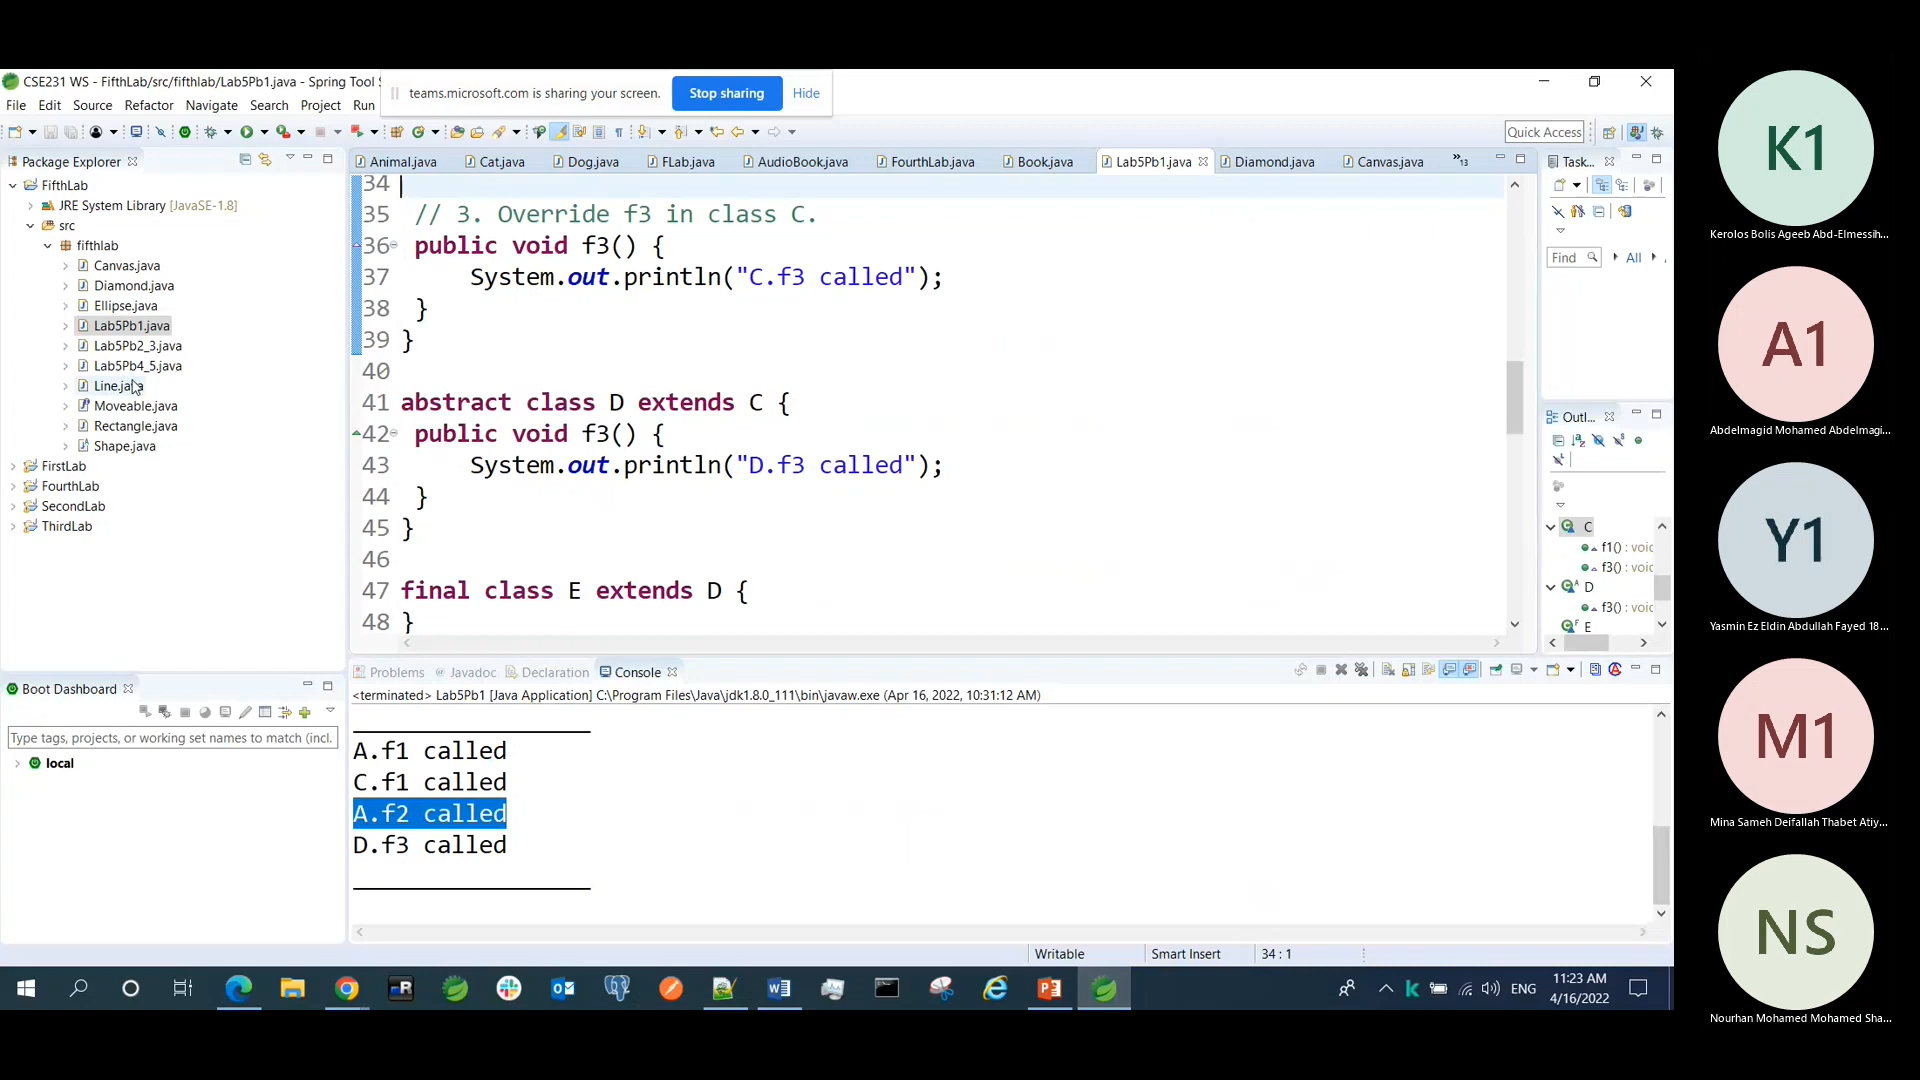 CSE231 WS - FifthLab/src/fifthlab/Lab5Pb1.java - Spring Tool S
teams.microsoft.com is sharing your screen. Stop sharing Hide
File Edit Source Refactor Navigate Search Project Run
Quick Access
Package Explorer
Animal.java Cat.java Dog.java FLab.java AudioBook.java FourthLab.java Book.java Lab5Pb1.java Diamond.java Canvas.java »13
Task...
FifthLab
JRE System Library [JavaSE-1.8]
src
fifthlab
Canvas.java
Diamond.java
Ellipse.java
Lab5Pb1.java
Lab5Pb2_3.java
Lab5Pb4_5.java
Line.java
Moveable.java
Rectangle.java
Shape.java
FirstLab
FourthLab
SecondLab
ThirdLab
34
35 // 3. Override f3 in class C.
36 public void f3() {
37 System.out.println("C.f3 called");
38 }
39 }
40
41 abstract class D extends C {
42 public void f3() {
43 System.out.println("D.f3 called");
44 }
45 }
46
47 final class E extends D {
48 }
Find All
Outl...
C
f1() : void
f3() : void
D
f3() : void
E
Boot Dashboard
Type tags, projects, or working set names to match (incl.
local
Problems Javadoc Declaration Console
<terminated> Lab5Pb1 [Java Application] C:\Program Files\Java\jdk1.8.0_111\bin\javaw.exe (Apr 16, 2022, 10:31:12 AM)
A.f1 called
C.f1 called
A.f2 called
D.f3 called
Writable Smart Insert 34 : 1
ENG
11:23 AM
4/16/2022
K1
Kerolos Bolis Ageeb Abd-Elmessih...
A1
Abdelmagid Mohamed Abdelmagi...
Y1
Yasmin Ez Eldin Abdullah Fayed 18...
M1
Mina Sameh Deifallah Thabet Atiy...
NS
Nourhan Mohamed Mohamed Sha...